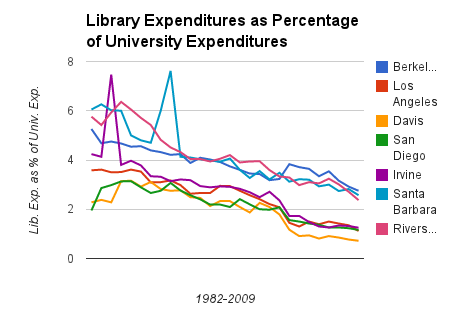 Library Expenditures as Percentage
of University Expenditures
Lib. Exp. as % of Univ. Exp.
8
6
4
2
0
1982-2009
Berkel...
Los
Angeles
Davis
San
Diego
Irvine
Santa
Barbara
Rivers...